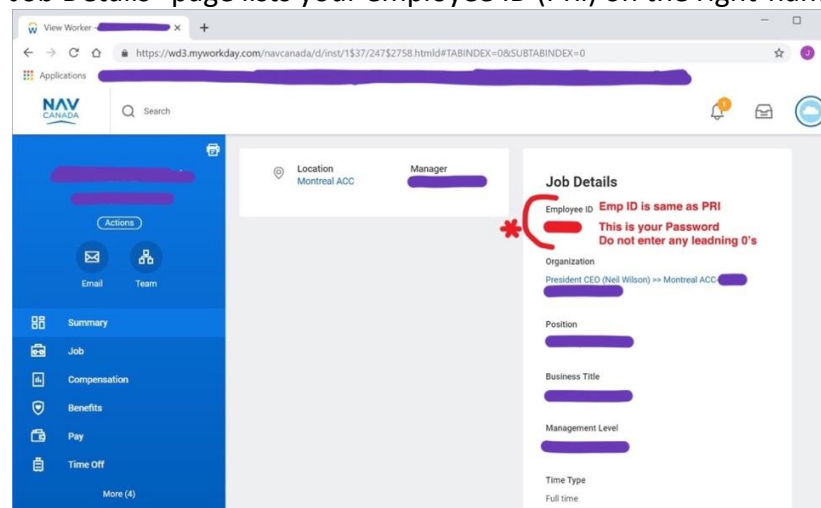 Job Details" page lists your employee ID (PRI) on the right-hand
View Worker -
https://wd3.myworkday.com/navcanada/d/inst/1$37/247$2758.htmld#TABINDEX=0&SUBTABINDEX=0
J
Applications
NAV
CANADA
Search
1
Location
Montreal ACC
Manager
Actions
Email
Team
Summary
Job
Compensation
Benefits
Pay
Time Off
More (4)
Job Details
Employee ID
Emp ID is same as PRI
This is your Password
Do not enter any leadning 0's
Organization
President CEO (Neil Wilson) >> Montreal ACC-
Position
Business Title
Management Level
Time Type
Full time